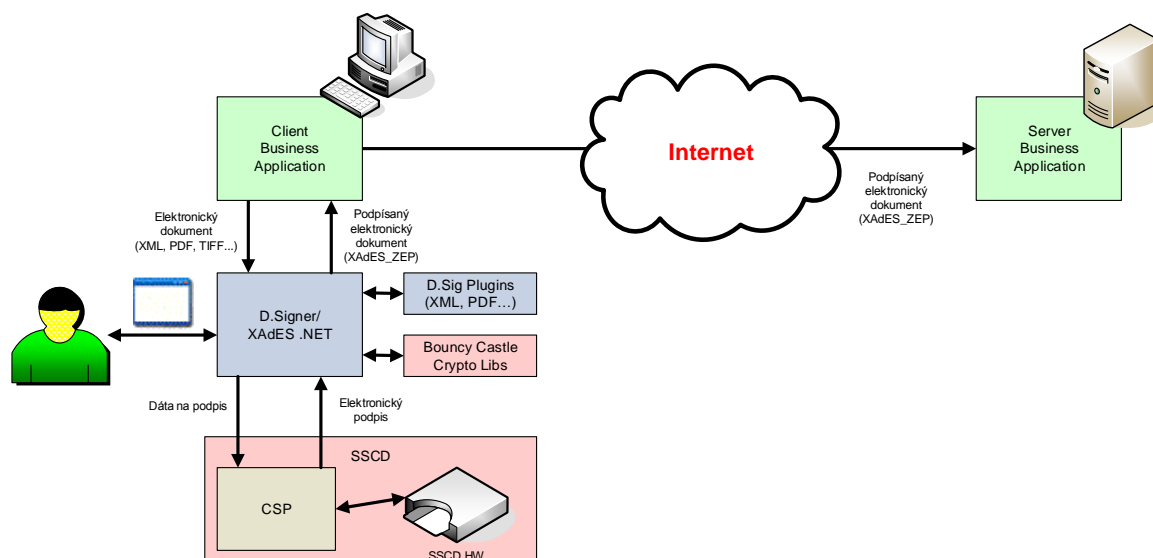 Client
Business
Application
Internet
Server
Business
Application
Podpísaný
elektronický
dokument
(XAdES_ZEP)
Elektronický
dokument
(XML, PDF, TIFF...)
Podpísaný
elektronický
dokument
(XAdES_ZEP)
D.Signer/
XAdES .NET
D.Sig Plugins
(XML, PDF…)
Bouncy Castle
Crypto Libs
Dáta na podpis
Elektronický
podpis
SSCD
CSP
SSCD HW